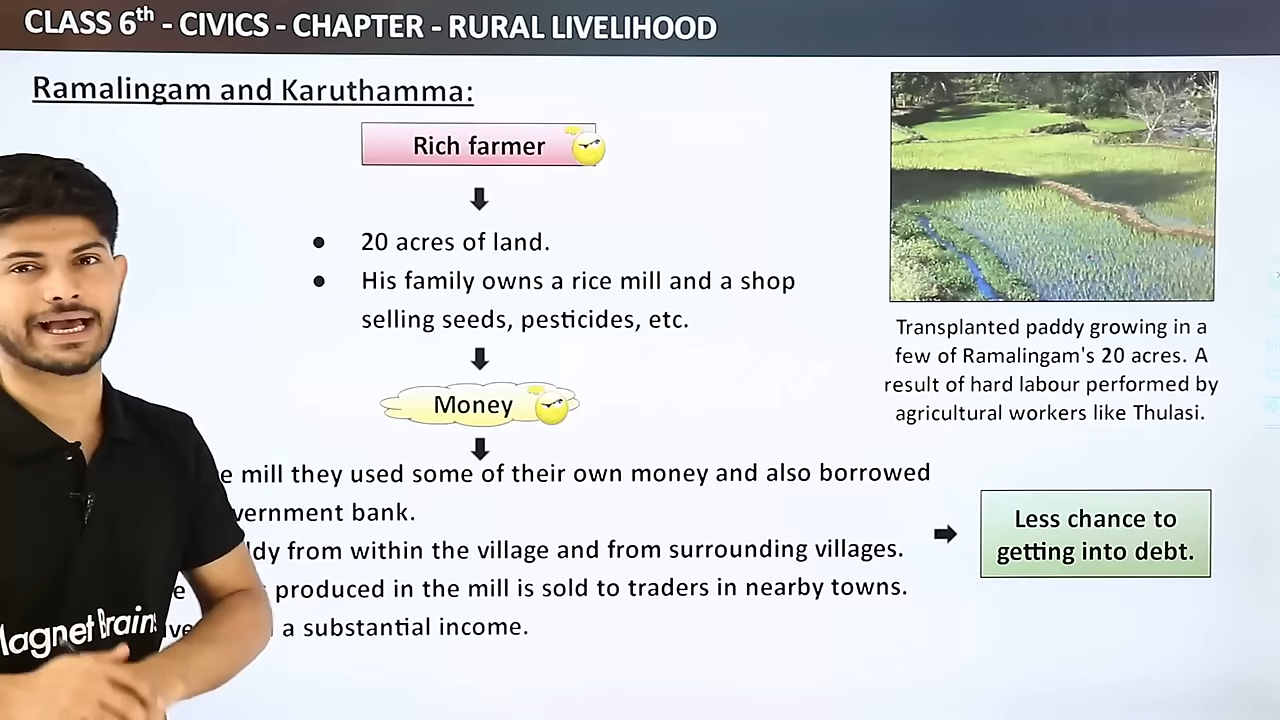 CLASS 6th - CIVICS - CHAPTER - RURAL LIVELIHOOD
Ramalingam and Karuthamma:
Rich farmer
● 20 acres of land.
● His family owns a rice mill and a shop
selling seeds, pesticides, etc.
Money
mill they used some of their own money and also borrowed
bank.
from within the village and from surrounding villages.
produced in the mill is sold to traders in nearby towns.
a substantial income.
Less chance to
getting into debt.
Transplanted paddy growing in a
few of Ramalingam's 20 acres. A
result of hard labour performed by
agricultural workers like Thulasi.
Magnet Brains